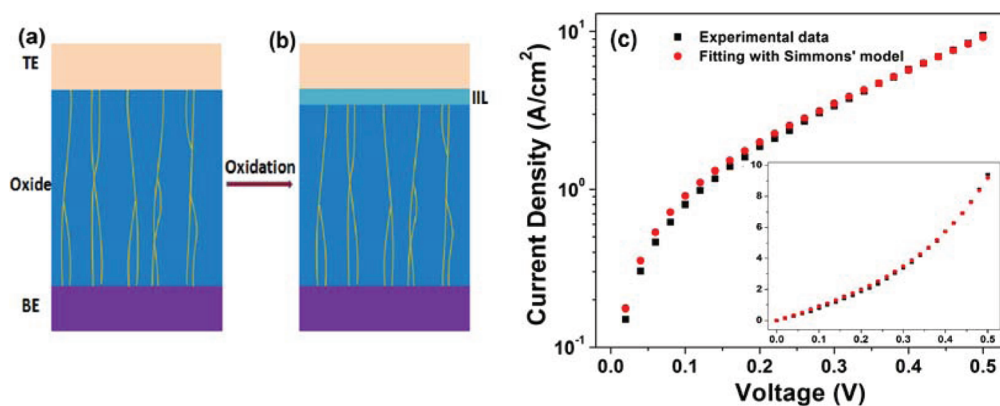 (a)
TE
Oxide
BE
Oxidation
(b)
IIL
(c)
Current Density (A/cm²)
10¹
10⁰
10⁻¹
Experimental data
Fitting with Simmons' model
10
8
6
4
2
0
0.0 0.1 0.2 0.3 0.4 0.5
0.0 0.1 0.2 0.3 0.4 0.5
Voltage (V)